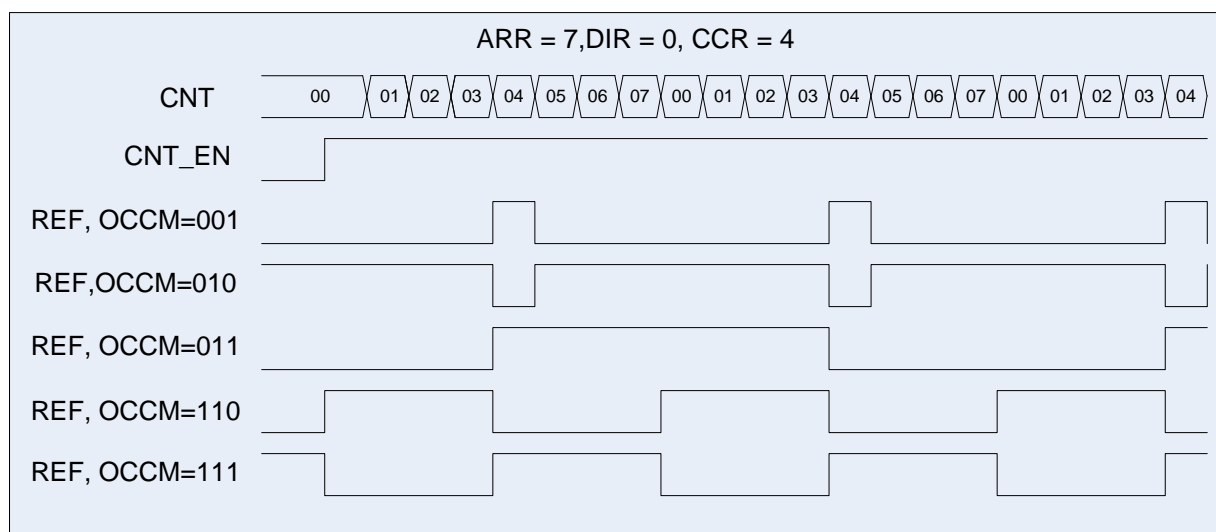 ARR = 7,DIR = 0, CCR = 4
CNT 00 01 02 03 04 05 06 07 00 01 02 03 04 05 06 07 00 01 02 03 04
CNT_EN
REF, OCCM=001
REF,OCCM=010
REF, OCCM=011
REF, OCCM=110
REF, OCCM=111